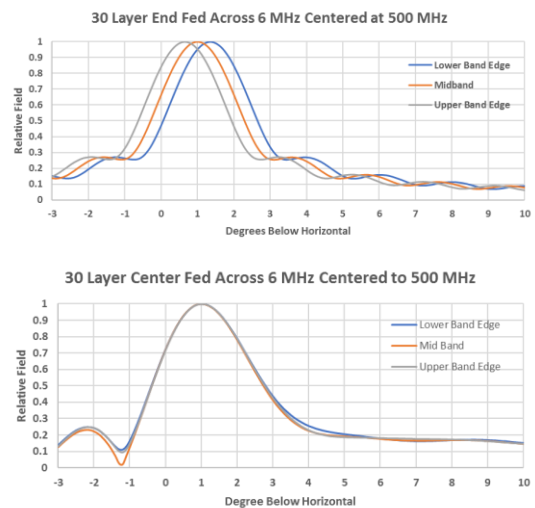 30 Layer End Fed Across 6 MHz Centered at 500 MHz
1
0.9
0.8
0.7
0.6
0.5
0.4
0.3
0.2
0.1
0
Relative Field
Lower Band Edge
Midband
Upper Band Edge
-3 -2 -1 0 1 2 3 4 5 6 7 8 9 10
Degrees Below Horizontal
30 Layer Center Fed Across 6 MHz Centered to 500 MHz
1
0.9
0.8
0.7
0.6
0.5
0.4
0.3
0.2
0.1
0
Relative Field
Lower Band Edge
Mid Band
Upper Band Edge
-3 -2 -1 0 1 2 3 4 5 6 7 8 9 10
Degree Below Horizontal